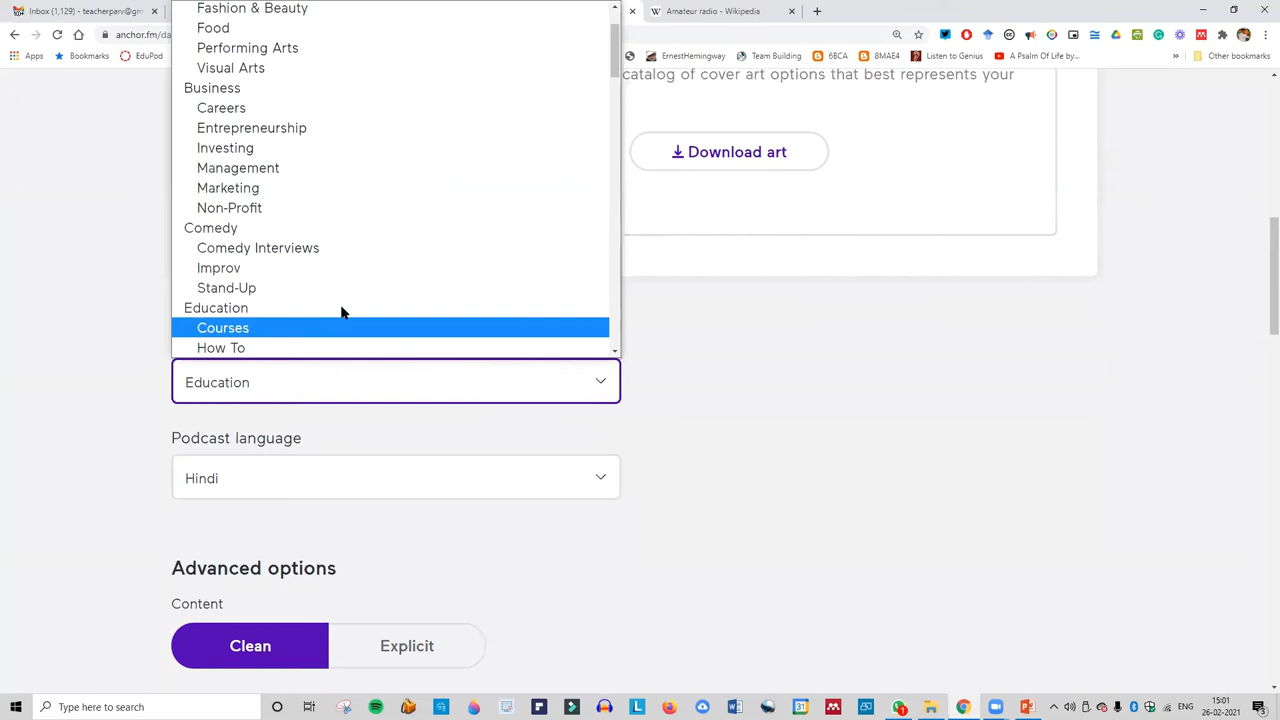 Inbox (1,129) - teacherparv@gm
Amateur radio - Wikipedia
anchor.fm/da
Apps
Bookmarks
EduPod
ErnestHemingway
Team Building
6BCA
8MAE4
Listen to Genius
A Psalm Of Life by...
»
Other bookmarks
Fashion & Beauty
Food
Performing Arts
Visual Arts
Business
Careers
Entrepreneurship
Investing
Management
Marketing
Non-Profit
Comedy
Comedy Interviews
Improv
Stand-Up
Education
Courses
How To
catalog of cover art options that best represents your
Download art
Education
Podcast language
Hindi
Advanced options
Content
Clean
Explicit
Type here to search
15:01
26-02-2021